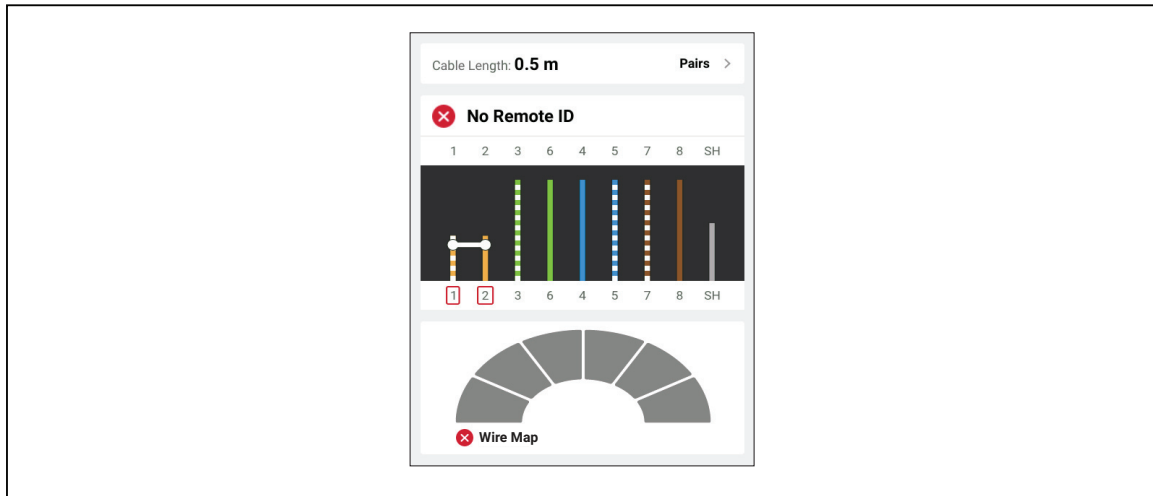 Cable Length: 0.5 m Pairs >
No Remote ID
1 2 3 6 4 5 7 8 SH
1 2 3 6 4 5 7 8 SH
Wire Map